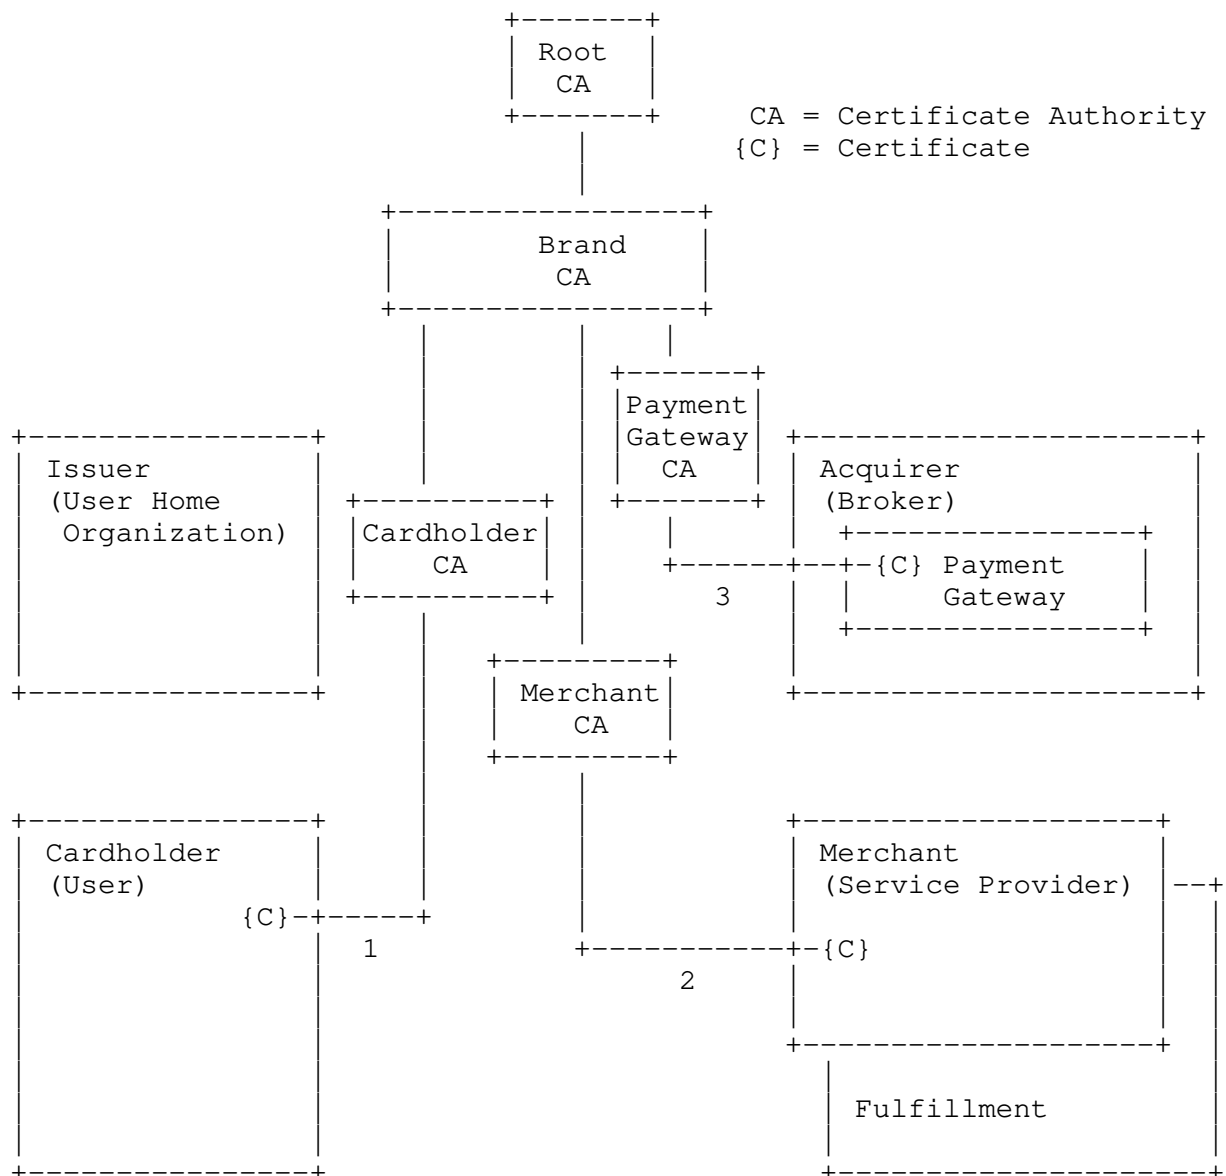 Root
CA
CA = Certificate Authority
{C} = Certificate
Brand
CA
Payment
Gateway
CA
Issuer
(User Home
Organization)
Cardholder
CA
Acquirer
(Broker)
{C} Payment
Gateway
3
Merchant
CA
Cardholder
(User)
{C}
1
Merchant
(Service Provider)
{C}
2
Fulfillment